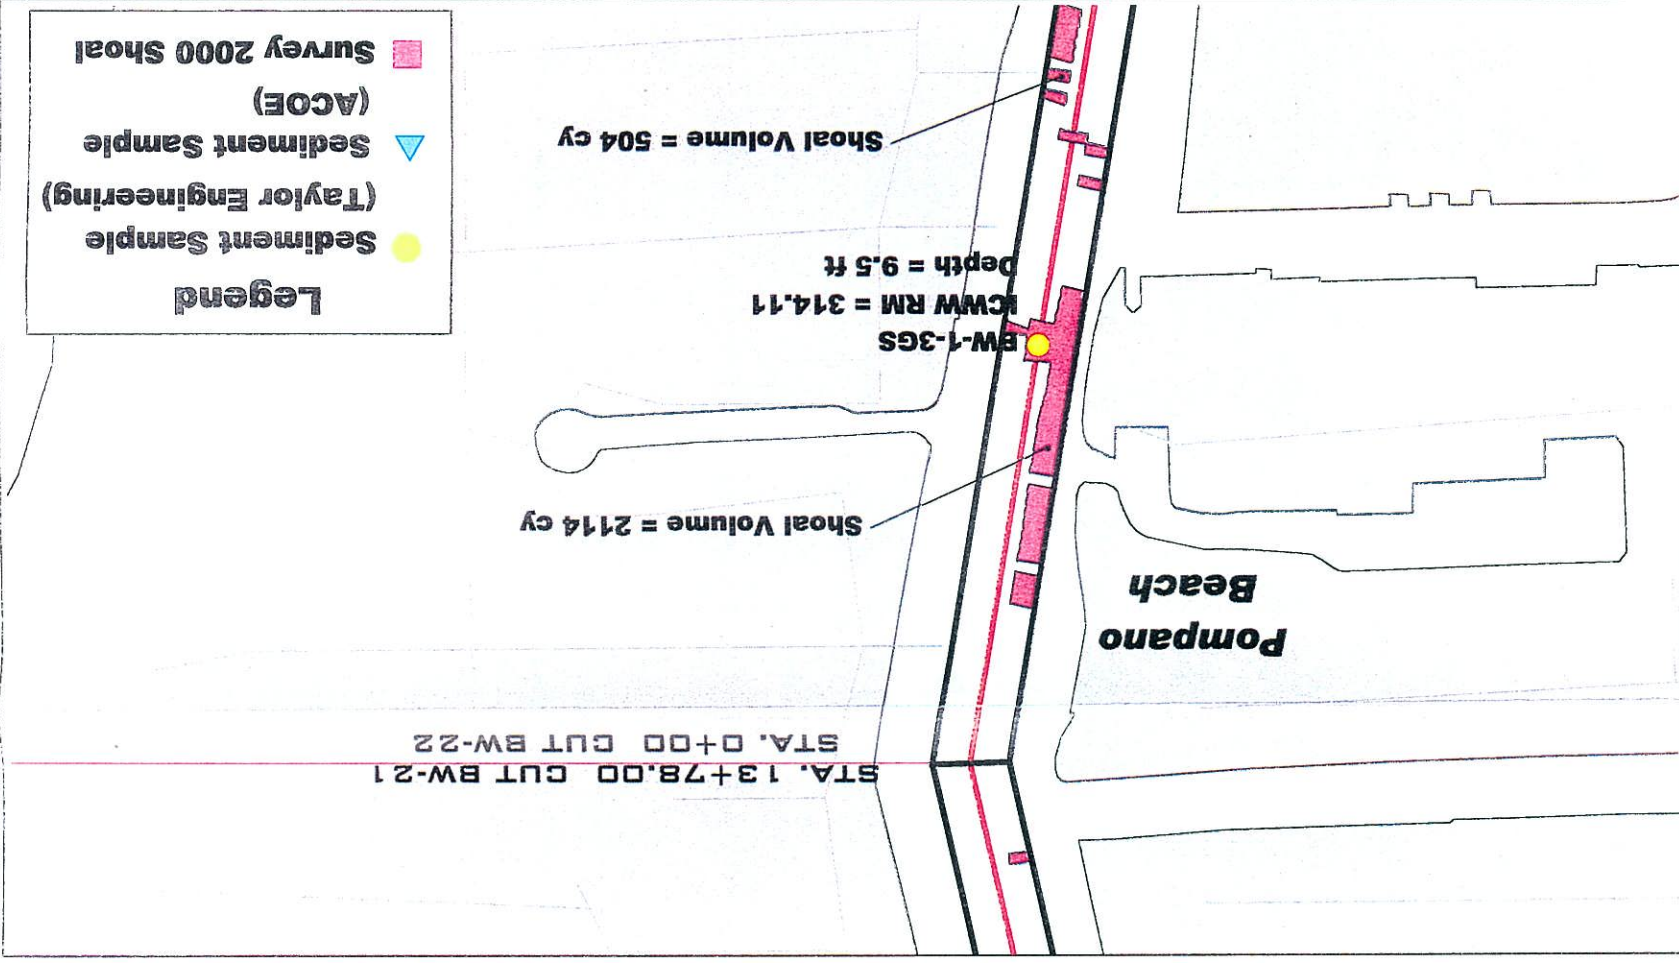 STA. 13+78.00 CUT BW-21
STA. 0+00 CUT BW-22
Pompano
Beach
Shoal Volume = 2114 cy
BW-1-3GS
ICWW RM = 314.11
Depth = 9.5 ft
Shoal Volume = 504 cy
Legend
Sediment Sample
(Taylor Engineering)
Sediment Sample
(ACOE)
Survey 2000 Shoal